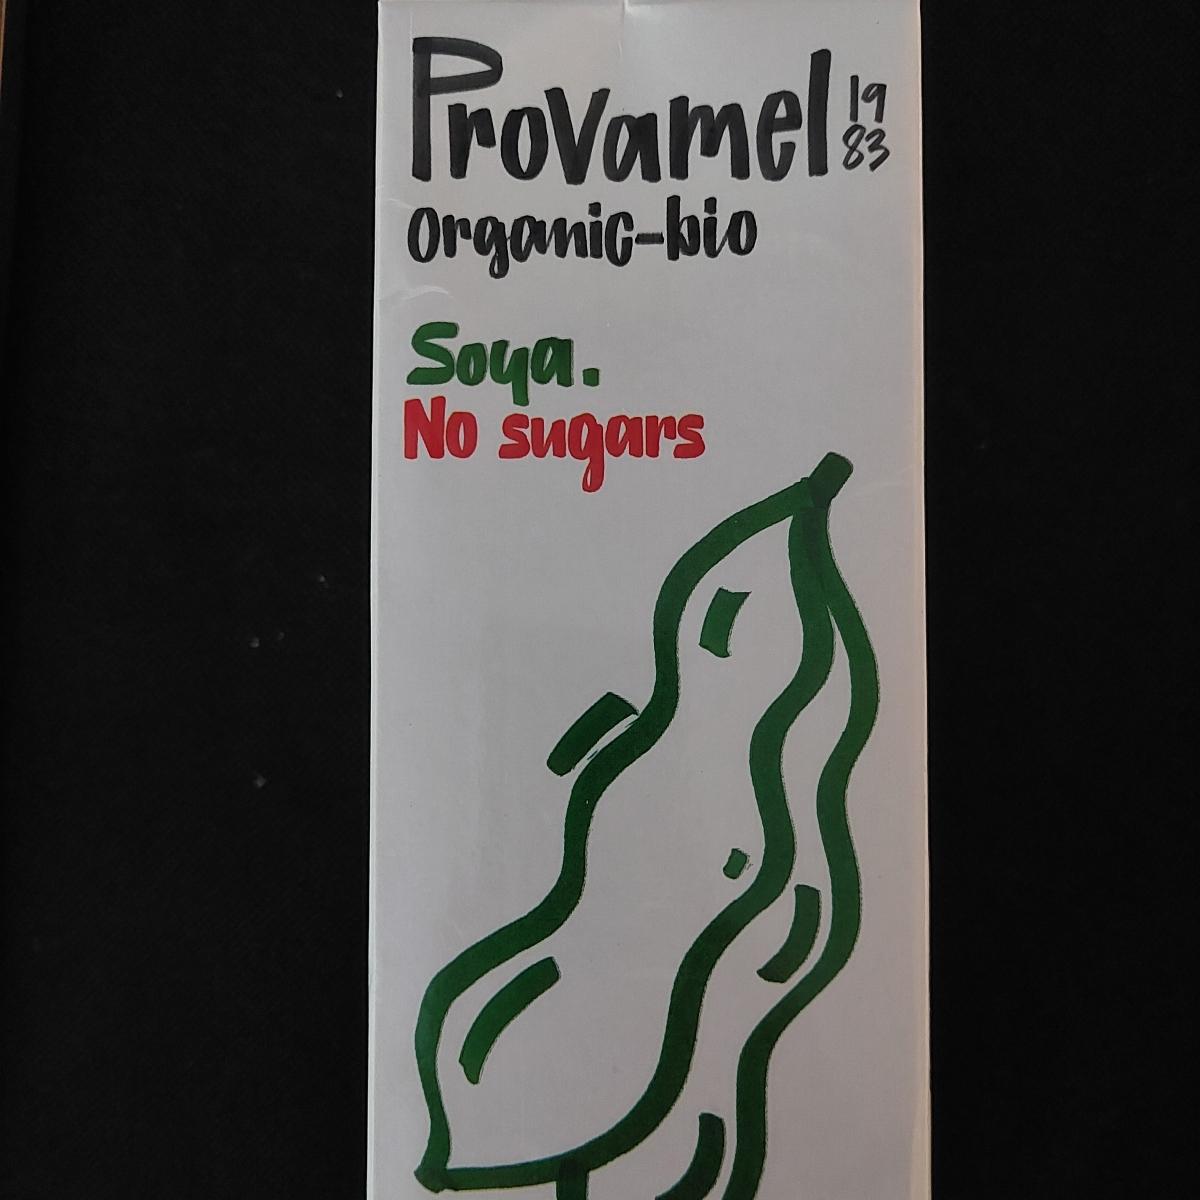 Provamel 19
83
organic-bio
Soya.
No sugars